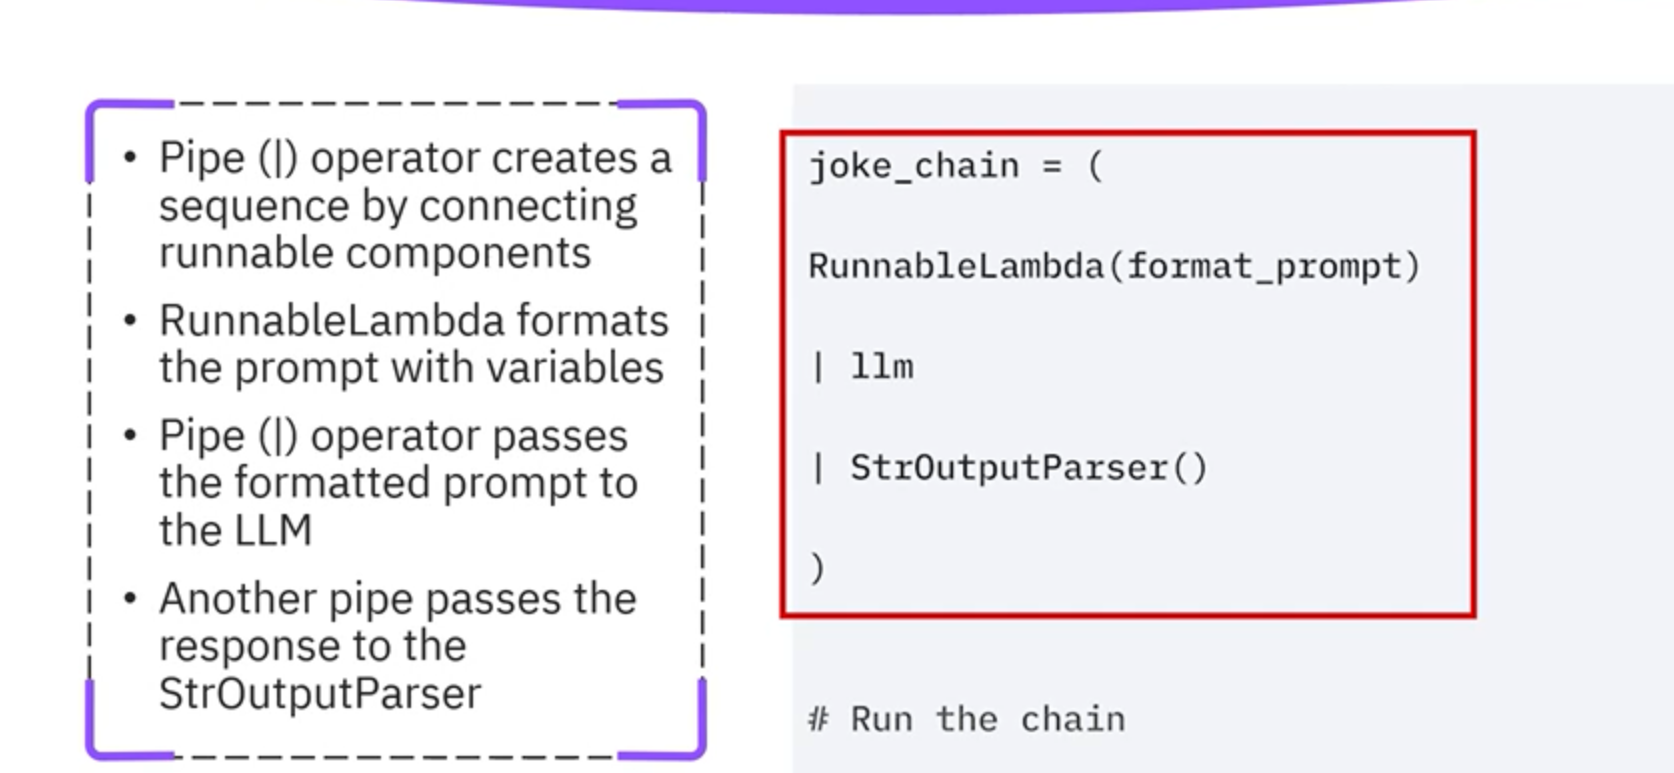 • Pipe (|) operator creates a
sequence by connecting
runnable components
• RunnableLambda formats
the prompt with variables
• Pipe (|) operator passes
the formatted prompt to
the LLM
• Another pipe passes the
response to the
StrOutputParser
joke_chain = (
RunnableLambda(format_prompt)
| llm
| StrOutputParser()
)
# Run the chain